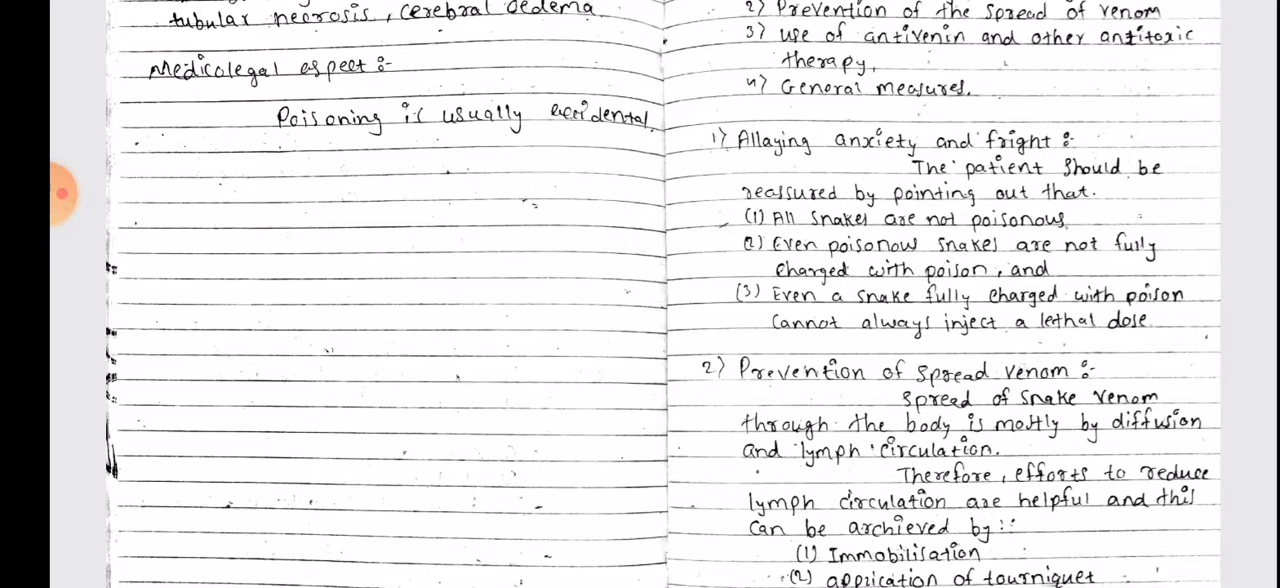 tubular necrosis, cerebral oedema
Medicolegal espect :-
Poisoning is usually accidental.
2) Prevention of the spread of venom
3) use of antivenin and other antitoxic
therapy.
4) General measures.
1) Allaying anxiety and fright :-
The patient should be
reassured by pointing out that.
(1) All snakes are not poisonous
(2) Even poisonous snakes are not fully
charged with poison, and
(3) Even a snake fully charged with poison
cannot always inject a lethal dose
2) Prevention of spread venom :-
spread of snake venom
through the body is mostly by diffusion
and lymph circulation.
Therefore, efforts to reduce
lymph circulation are helpful and this
can be archieved by :-
(1) Immobilisation
(2) application of tourniquet